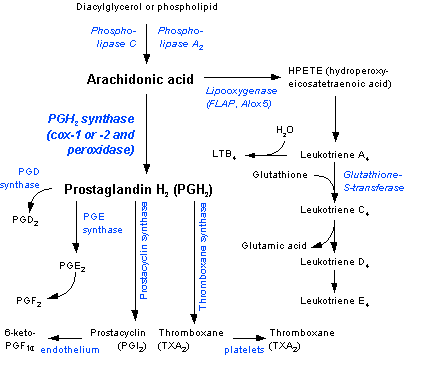 Diacylglycerol or phospholipid
Phospho-
lipase C
Phospho-
lipase A2
Arachidonic acid
Lipooxygenase
(FLAP, Alox5)
HPETE (hydroperoxy-
eicosatetraenoic acid)
PGH2 synthase
(cox-1 or -2 and
peroxidase)
H2O
LTB4
Leukotriene A4
Glutathione
Glutathione-
S-transferase
PGD
synthase
Prostaglandin H2 (PGH2)
Leukotriene C4
PGD2
PGE
synthase
Prostacyclin synthase
Thromboxane synthase
Glutamic acid
PGE2
Leukotriene D4
PGF2
Leukotriene E4
6-keto-
PGF1α
endothelium
Prostacyclin
(PGI2)
Thromboxane
(TXA2)
platelets
Thromboxane
(TXA2)